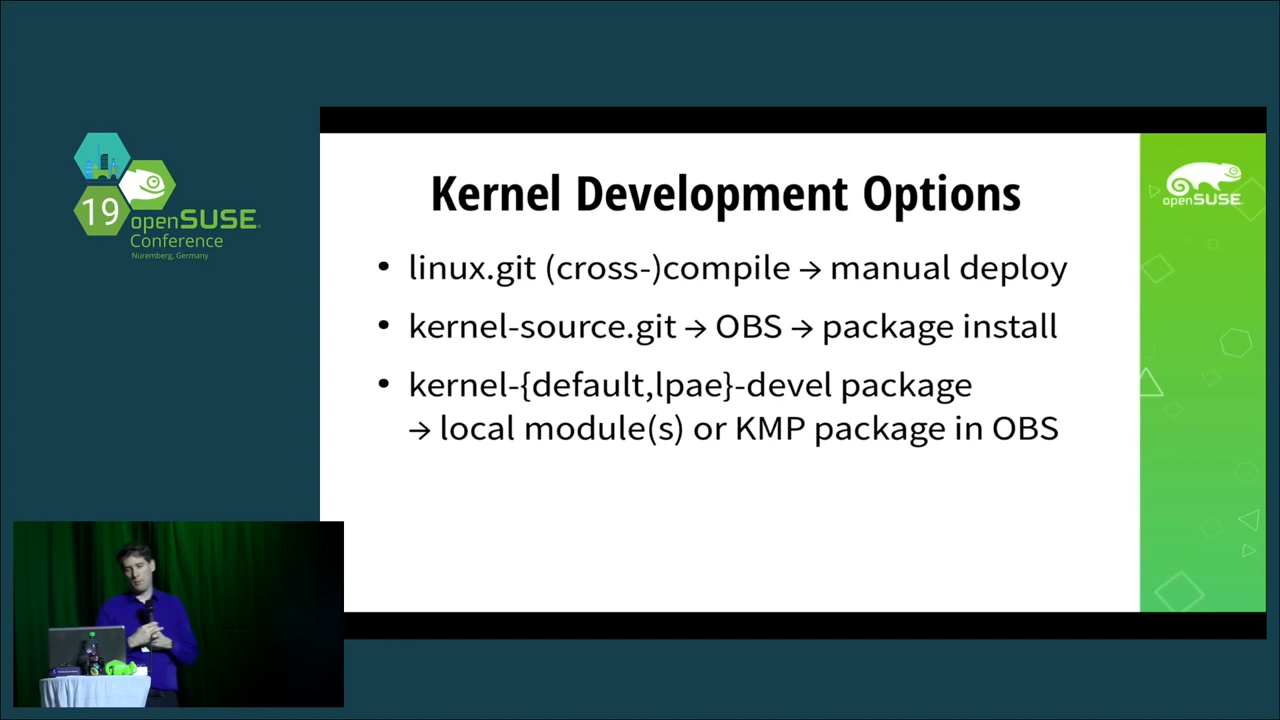 19
openSUSE
Conference
Nuremberg, Germany
openSUSE
Kernel Development Options
• linux.git (cross-)compile → manual deploy
• kernel-source.git → OBS → package install
• kernel-{default,lpae}-devel package
→ local module(s) or KMP package in OBS